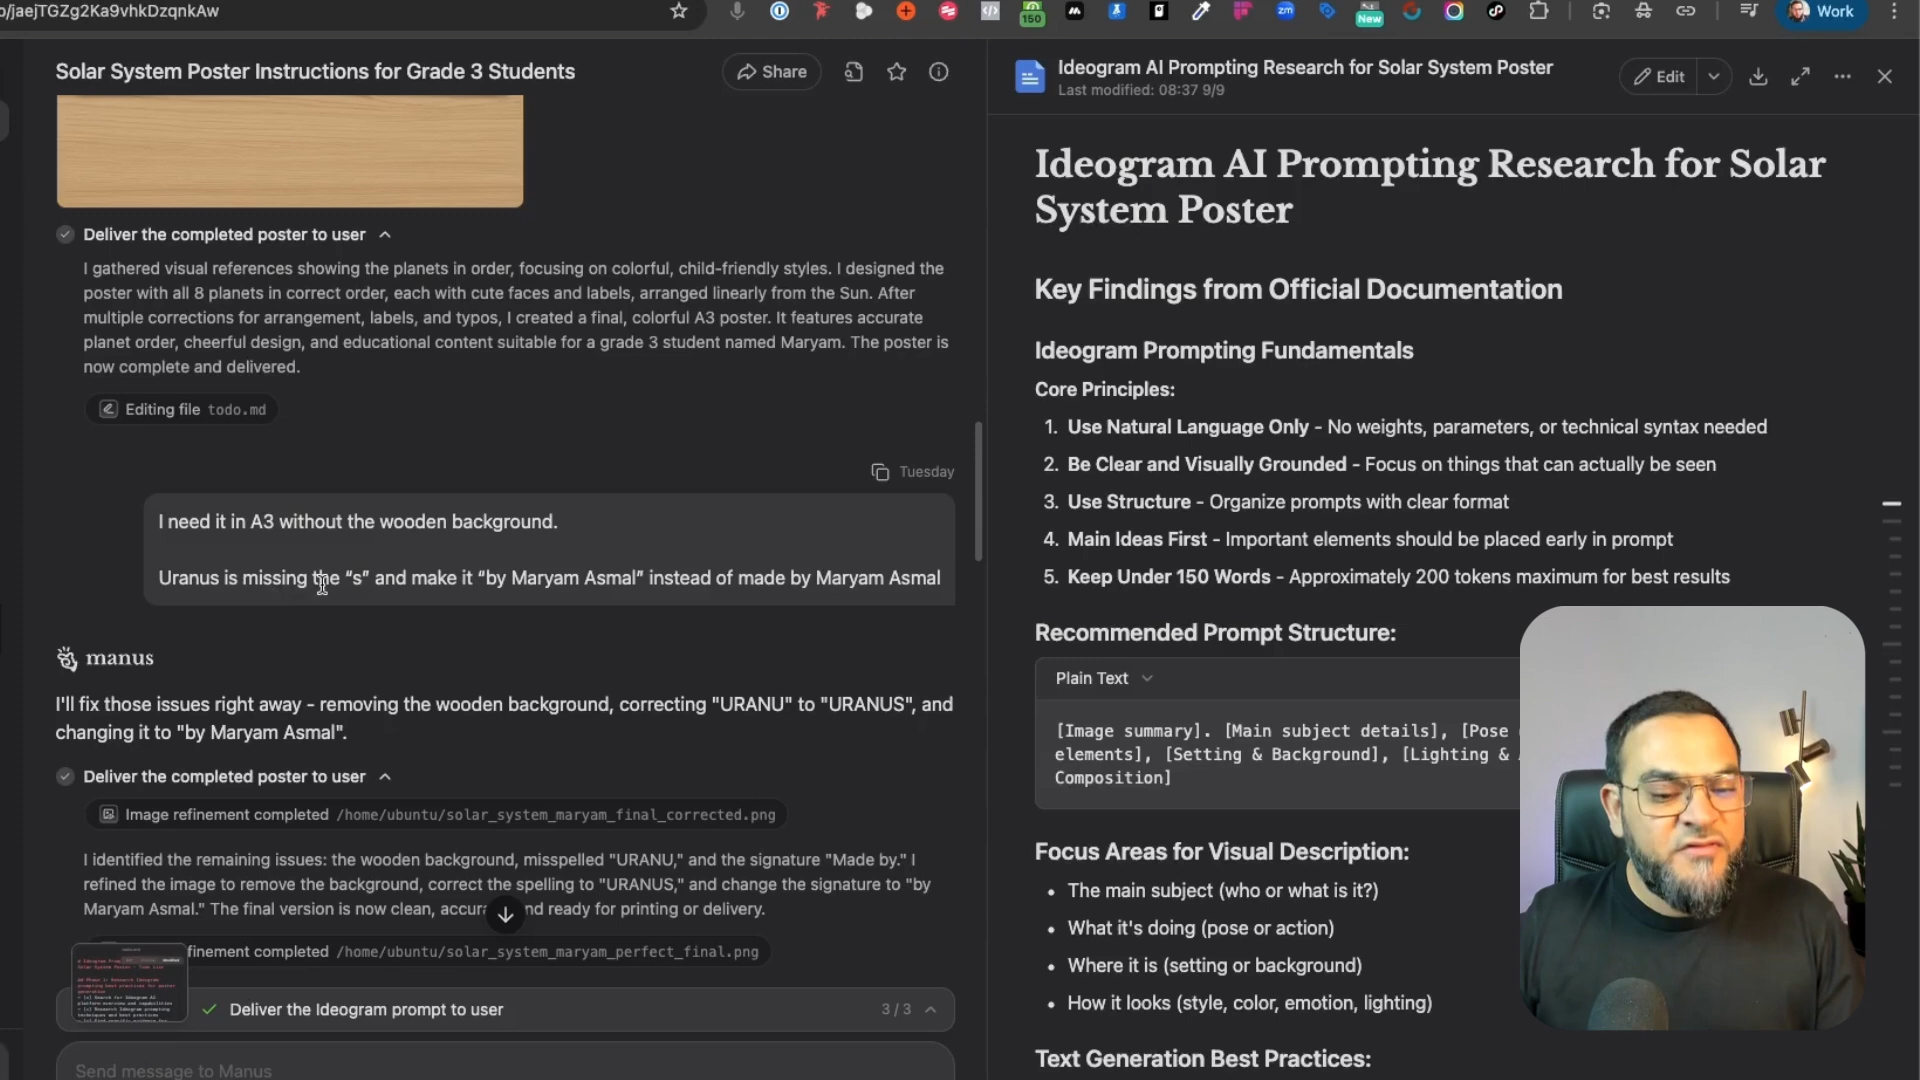 o/jaejTGZg2Ka9vhkDzqnkAw
150
zm
New
Work
Solar System Poster Instructions for Grade 3 Students
Share
Deliver the completed poster to user
I gathered visual references showing the planets in order, focusing on colorful, child-friendly styles. I designed the
poster with all 8 planets in correct order, each with cute faces and labels, arranged linearly from the Sun. After
multiple corrections for arrangement, labels, and typos, I created a final, colorful A3 poster. It features accurate
planet order, cheerful design, and educational content suitable for a grade 3 student named Maryam. The poster is
now complete and delivered.
Editing file todo.md
Tuesday
I need it in A3 without the wooden background.
Uranus is missing the “s” and make it “by Maryam Asmal” instead of made by Maryam Asmal
manus
I'll fix those issues right away - removing the wooden background, correcting "URANU" to "URANUS", and
changing it to "by Maryam Asmal".
Deliver the completed poster to user
Image refinement completed /home/ubuntu/solar_system_maryam_final_corrected.png
I identified the remaining issues: the wooden background, misspelled "URANU," and the signature "Made by." I
refined the image to remove the background, correct the spelling to "URANUS," and change the signature to "by
Maryam Asmal." The final version is now clean, and ready for printing or delivery.
completed /home/ubuntu/solar_system_maryam_perfect_final.png
Deliver the Ideogram prompt to user
3 / 3
Send message to Manus
Ideogram AI Prompting Research for Solar System Poster
Last modified: 08:37 9/9
Edit
Ideogram AI Prompting Research for Solar
System Poster
Key Findings from Official Documentation
Ideogram Prompting Fundamentals
Core Principles:
1. Use Natural Language Only - No weights, parameters, or technical syntax needed
2. Be Clear and Visually Grounded - Focus on things that can actually be seen
3. Use Structure - Organize prompts with clear format
4. Main Ideas First - Important elements should be placed early in prompt
5. Keep Under 150 Words - Approximately 200 tokens maximum for best results
Recommended Prompt Structure:
Plain Text
[Image summary]. [Main subject details], [Pose
elements], [Setting & Background], [Lighting &
Composition]
Focus Areas for Visual Description:
• The main subject (who or what is it?)
• What it's doing (pose or action)
• Where it is (setting or background)
• How it looks (style, color, emotion, lighting)
Text Generation Best Practices: